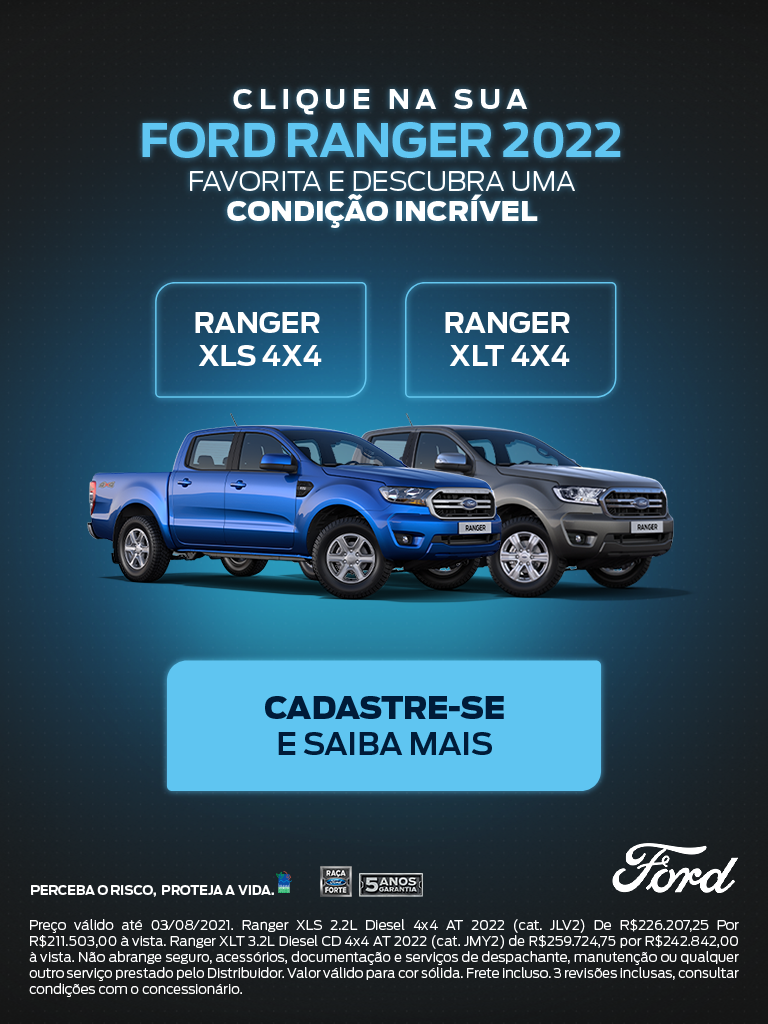 CLIQUE NA SUA
FORD RANGER 2022
FAVORITA E DESCUBRA UMA
CONDIÇÃO INCRÍVEL
RANGER
XLS 4X4
RANGER
XLT 4X4
RANGER
RANGER
CADASTRE-SE
E SAIBA MAIS
Ford
PERCEBA O RISCO, PROTEJA A VIDA.
RAÇA
FORTE
5 ANOS
GARANTIA
Preço válido até 03/08/2021. Ranger XLS 2.2L Diesel 4x4 AT 2022 (cat. JLV2) De R$226.207,25 Por
R$211.503,00 à vista. Ranger XLT 3.2L Diesel CD 4x4 AT 2022 (cat. JMY2) de R$259.724,75 por R$242.842,00
à vista. Não abrange seguro, acessórios, documentação e serviços de despachante, manutenção ou qualquer
outro serviço prestado pelo Distribuidor. Valor válido para cor sólida. Frete incluso. 3 revisões inclusas, consultar
condições com o concessionário.